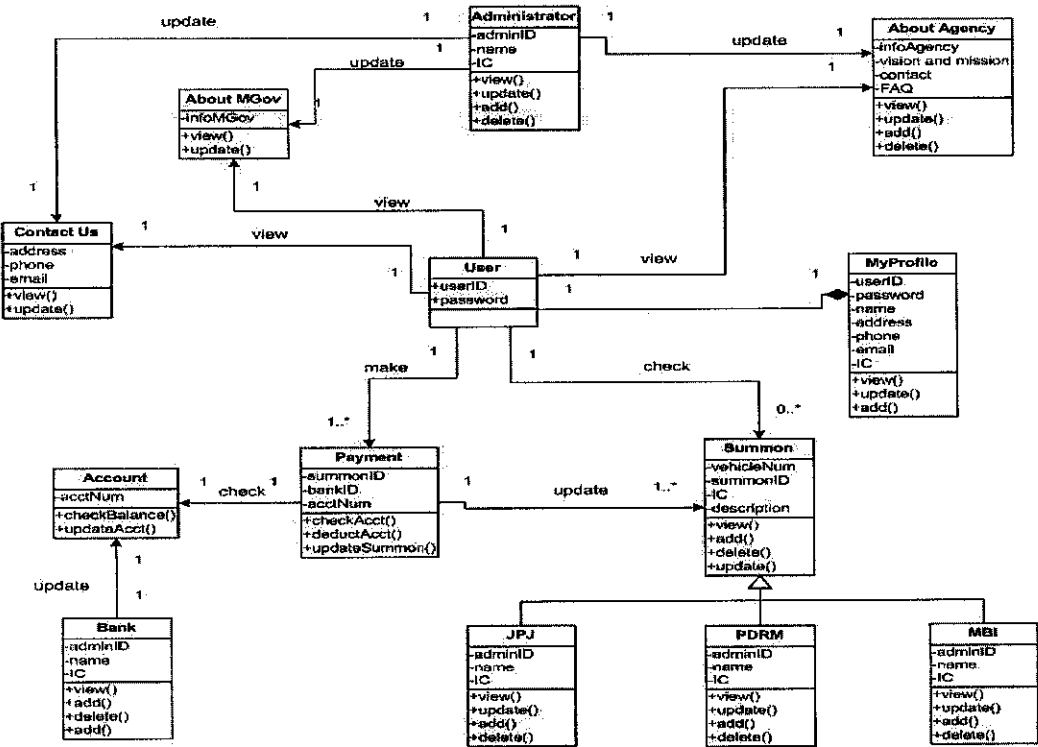 Administrator
-adminID
-name
-IC
+view()
+update()
+add()
+delete()
update
1
1
1
update
1
update
1
1
About Agency
-infoAgency
-vision and mission
-contact
-FAQ
+view()
+update()
+add()
+delete()
About MGov
-infoMGov
+view()
+update()
1
view
1
1
Contact Us
-address
-phone
-email
+view()
+update()
1
view
1
User
+userID
+password
1
view
1
1
MyProfile
-userID
-password
-name
-address
-phone
-email
-IC
+view()
+update()
+add()
1
make
1..*
1
check
0..*
Payment
-summonID
-bankID
-acctNum
+checkAcct()
+deductAcct()
+updateSummon()
1
update
1..*
Summon
-vehicleNum
-summonID
-IC
-description
+view()
+add()
+delete()
+update()
Account
-acctNum
+checkBalance()
+updateAcct()
1
check
1
1
update
1
Bank
-adminID
-name
-IC
+view()
+add()
+delete()
+add()
JPJ
-adminID
-name
-IC
+view()
+update()
+add()
+delete()
PDRM
-adminID
-name
-IC
+view()
+update()
+add()
+delete()
MBI
-adminID
-name
-IC
+view()
+update()
+add()
+delete()